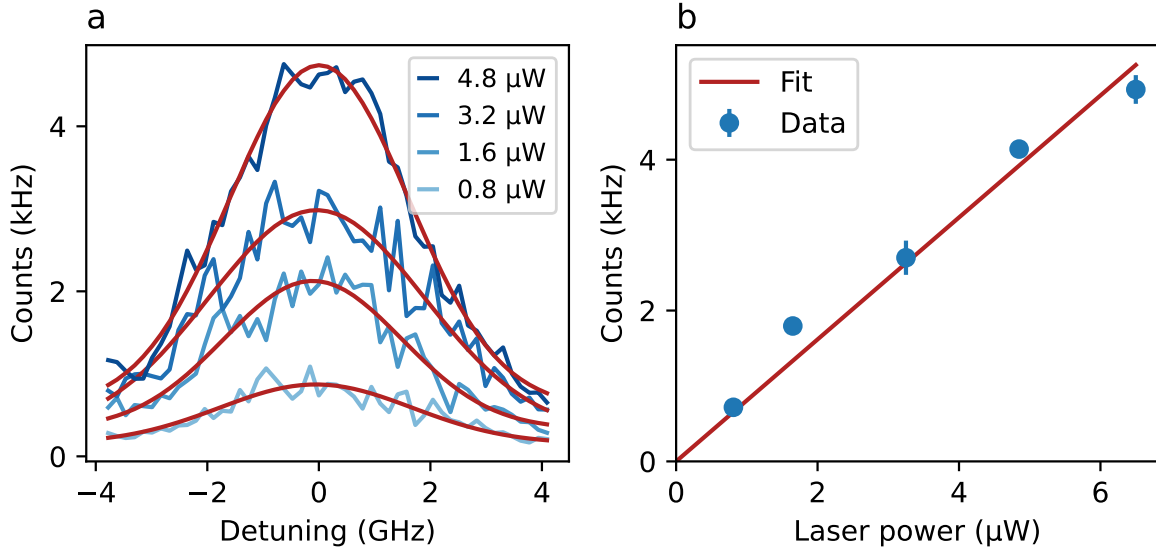 a
4.8 µW
3.2 µW
1.6 µW
0.8 µW
Counts (kHz)
4
2
0
−4
−2
0
2
4
Detuning (GHz)
b
Fit
Data
Counts (kHz)
4
2
0
0
2
4
6
Laser power (µW)